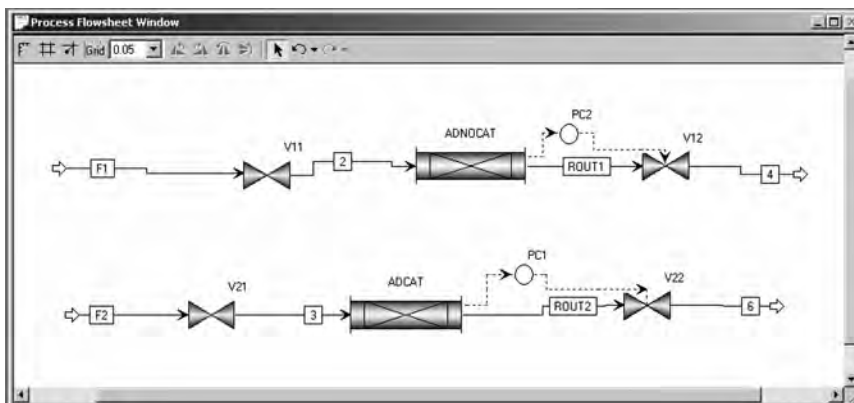 Process Flowsheet Window
Grid 0.05
PC2
ADNOCAT
V11
V12
F1
2
ROUT1
4
PC1
ADCAT
V21
V22
F2
3
ROUT2
6